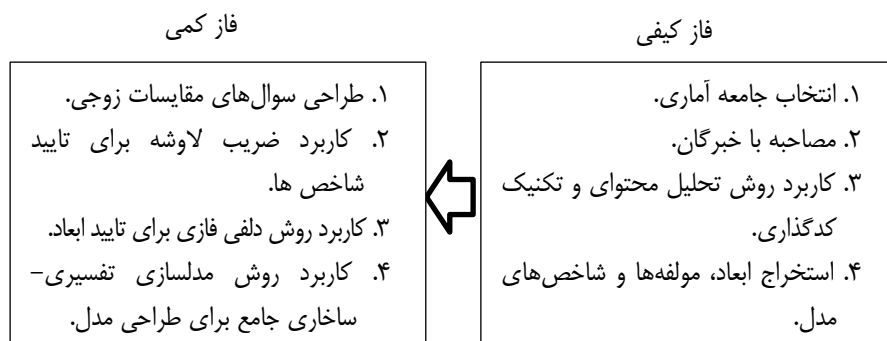 فاز کیفی
۱. انتخاب جامعه آماری.
۲. مصاحبه با خبرگان.
۳. کاربرد روش تحلیل محتوای و تکنیک
کدگذاری.
۴. استخراج ابعاد، مولفه‌ها و شاخص‌های
مدل.
فاز کمی
۱. طراحی سوال‌های مقایسات زوجی.
۲. کاربرد ضریب لاوشه برای تایید
شاخص ها.
۳. کاربرد روش دلفی فازی برای تایید ابعاد.
۴. کاربرد روش مدلسازی تفسیری-
ساخاری جامع برای طراحی مدل.